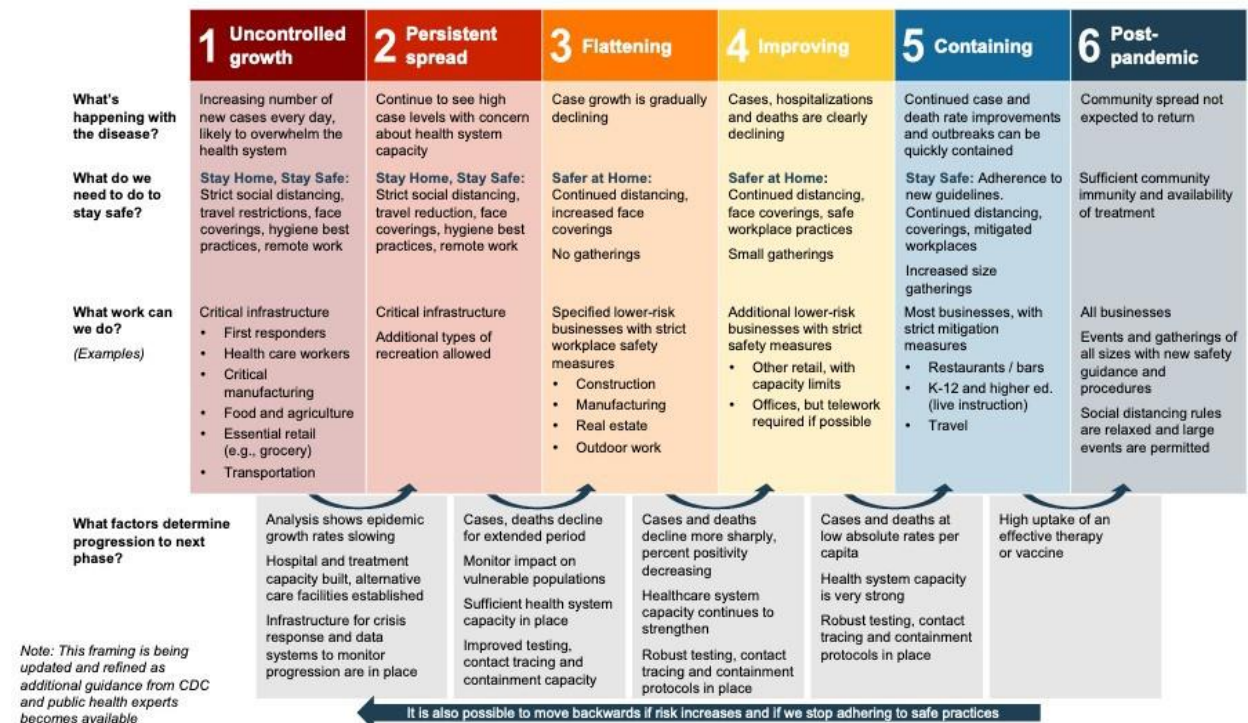 1 Uncontrolled
growth
2 Persistent
spread
3 Flattening
4 Improving
5 Containing
6 Post-
pandemic
What's
happening with
the disease?
Increasing number of
new cases every day,
likely to overwhelm the
health system
Continue to see high
case levels with concern
about health system
capacity
Case growth is gradually
declining
Cases, hospitalizations
and deaths are clearly
declining
Continued case and
death rate improvements
and outbreaks can be
quickly contained
Community spread not
expected to return
What do we
need to do to
stay safe?
Stay Home, Stay Safe:
Strict social distancing,
travel restrictions, face
coverings, hygiene best
practices, remote work
Stay Home, Stay Safe:
Strict social distancing,
travel reduction, face
coverings, hygiene best
practices, remote work
Safer at Home:
Continued distancing,
increased face
coverings
No gatherings
Safer at Home:
Continued distancing,
face coverings, safe
workplace practices
Small gatherings
Stay Safe: Adherence to
new guidelines.
Continued distancing,
coverings, mitigated
workplaces
Increased size
gatherings
Sufficient community
immunity and availability
of treatment
What work can
we do?
(Examples)
Critical infrastructure
• First responders
• Health care workers
• Critical
manufacturing
• Food and agriculture
• Essential retail
(e.g., grocery)
• Transportation
Critical infrastructure
Additional types of
recreation allowed
Specified lower-risk
businesses with strict
workplace safety
measures
• Construction
• Manufacturing
• Real estate
• Outdoor work
Additional lower-risk
businesses with strict
safety measures
• Other retail, with
capacity limits
• Offices, but telework
required if possible
Most businesses, with
strict mitigation
measures
• Restaurants / bars
• K-12 and higher ed.
(live instruction)
• Travel
All businesses
Events and gatherings of
all sizes with new safety
guidance and
procedures
Social distancing rules
are relaxed and large
events are permitted
What factors determine
progression to next
phase?
Analysis shows epidemic
growth rates slowing
Hospital and treatment
capacity built, alternative
care facilities established
Infrastructure for crisis
response and data
systems to monitor
progression are in place
Cases, deaths decline
for extended period
Monitor impact on
vulnerable populations
Sufficient health system
capacity in place
Improved testing,
contact tracing and
containment capacity
Cases and deaths
decline more sharply,
percent positivity
decreasing
Healthcare system
capacity continues to
strengthen
Robust testing, contact
tracing and containment
protocols in place
Cases and deaths at
low absolute rates per
capita
Health system capacity
is very strong
Robust testing, contact
tracing and containment
protocols in place
High uptake of an
effective therapy
or vaccine
Note: This framing is being
updated and refined as
additional guidance from CDC
and public health experts
becomes available
It is also possible to move backwards if risk increases and if we stop adhering to safe practices